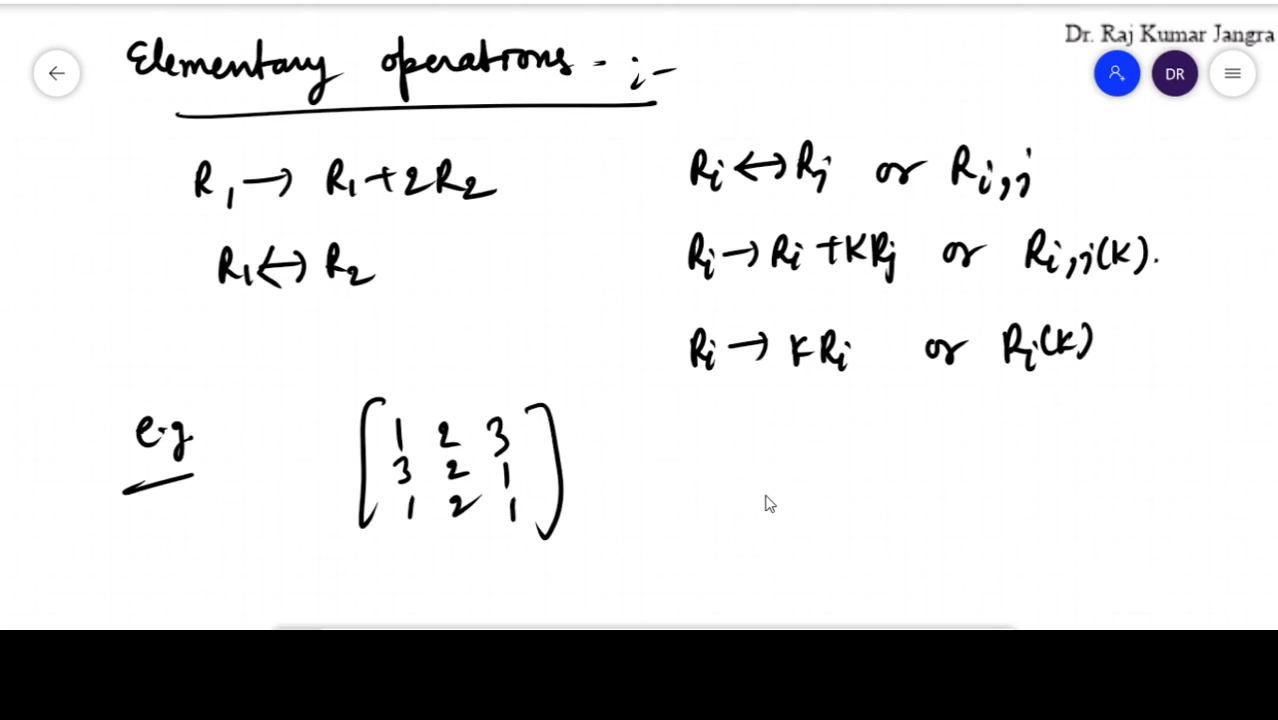 Dr. Raj Kumar Jangra
DR
Elementary operations - :-
R1 → R1+2R2
R1 ↔ R2
Ri ↔ Rj or Ri,j
Ri → Ri + KRj or Ri,j(K).
Ri → KRi or Ri(K)
e.g
1 2 3
3 2 1
1 2 1